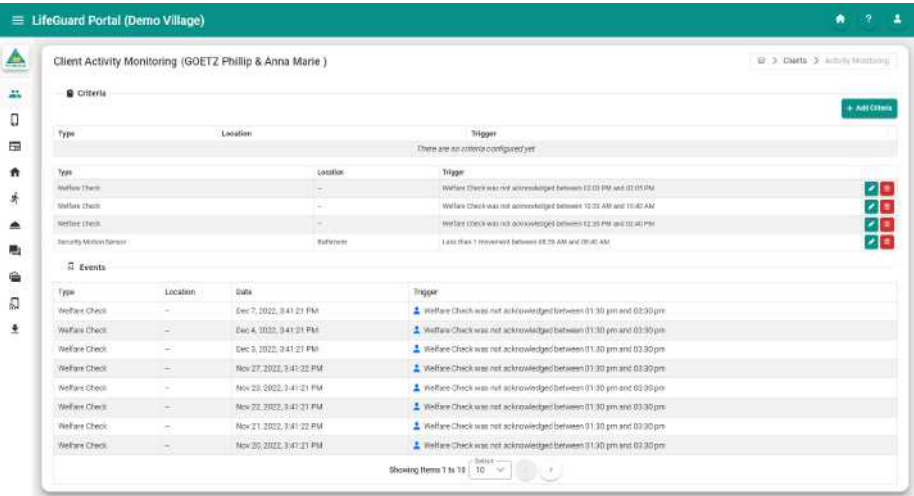 LifeGuard Portal (Demo Village)
Client Activity Monitoring (GOETZ Phillip & Anna Marie )
Clients > Activity Monitoring
Criteria
+ Add Criteria
Type Location Trigger
There are no criteria configured yet
Type Location Trigger
Welfare Check -- Welfare Check was not acknowledged between PM and PM
Welfare Check -- Welfare Check was not acknowledged between AM and 10:40 AM
Welfare Check -- Welfare Check was not acknowledged between PM and 02:40 PM
Security Motion Sensor Bathroom Less than 1 movement between AM and AM
Events
Type Location Date Trigger
Welfare Check -- Dec 7, 2022, 3:41:21 PM Welfare Check was not acknowledged between 01:30 pm and 03:30 pm
Welfare Check -- Dec 4, 2022, 3:41:21 PM Welfare Check was not acknowledged between 01:30 pm and 03:30 pm
Welfare Check -- Dec 3, 2022, 3:41:21 PM Welfare Check was not acknowledged between 01:30 pm and 03:30 pm
Welfare Check -- Nov 27, 2022, 3:41:22 PM Welfare Check was not acknowledged between 01:30 pm and 03:30 pm
Welfare Check -- Nov 23, 2022, 3:41:21 PM Welfare Check was not acknowledged between 01:30 pm and 03:30 pm
Welfare Check -- Nov 22, 2022, 3:41:21 PM Welfare Check was not acknowledged between 01:30 pm and 03:30 pm
Welfare Check -- Nov 21, 2022, 3:41:22 PM Welfare Check was not acknowledged between 01:30 pm and 03:30 pm
Welfare Check -- Nov 20, 2022, 3:41:21 PM Welfare Check was not acknowledged between 01:30 pm and 03:30 pm
Showing Items 1 to 10 Select 10